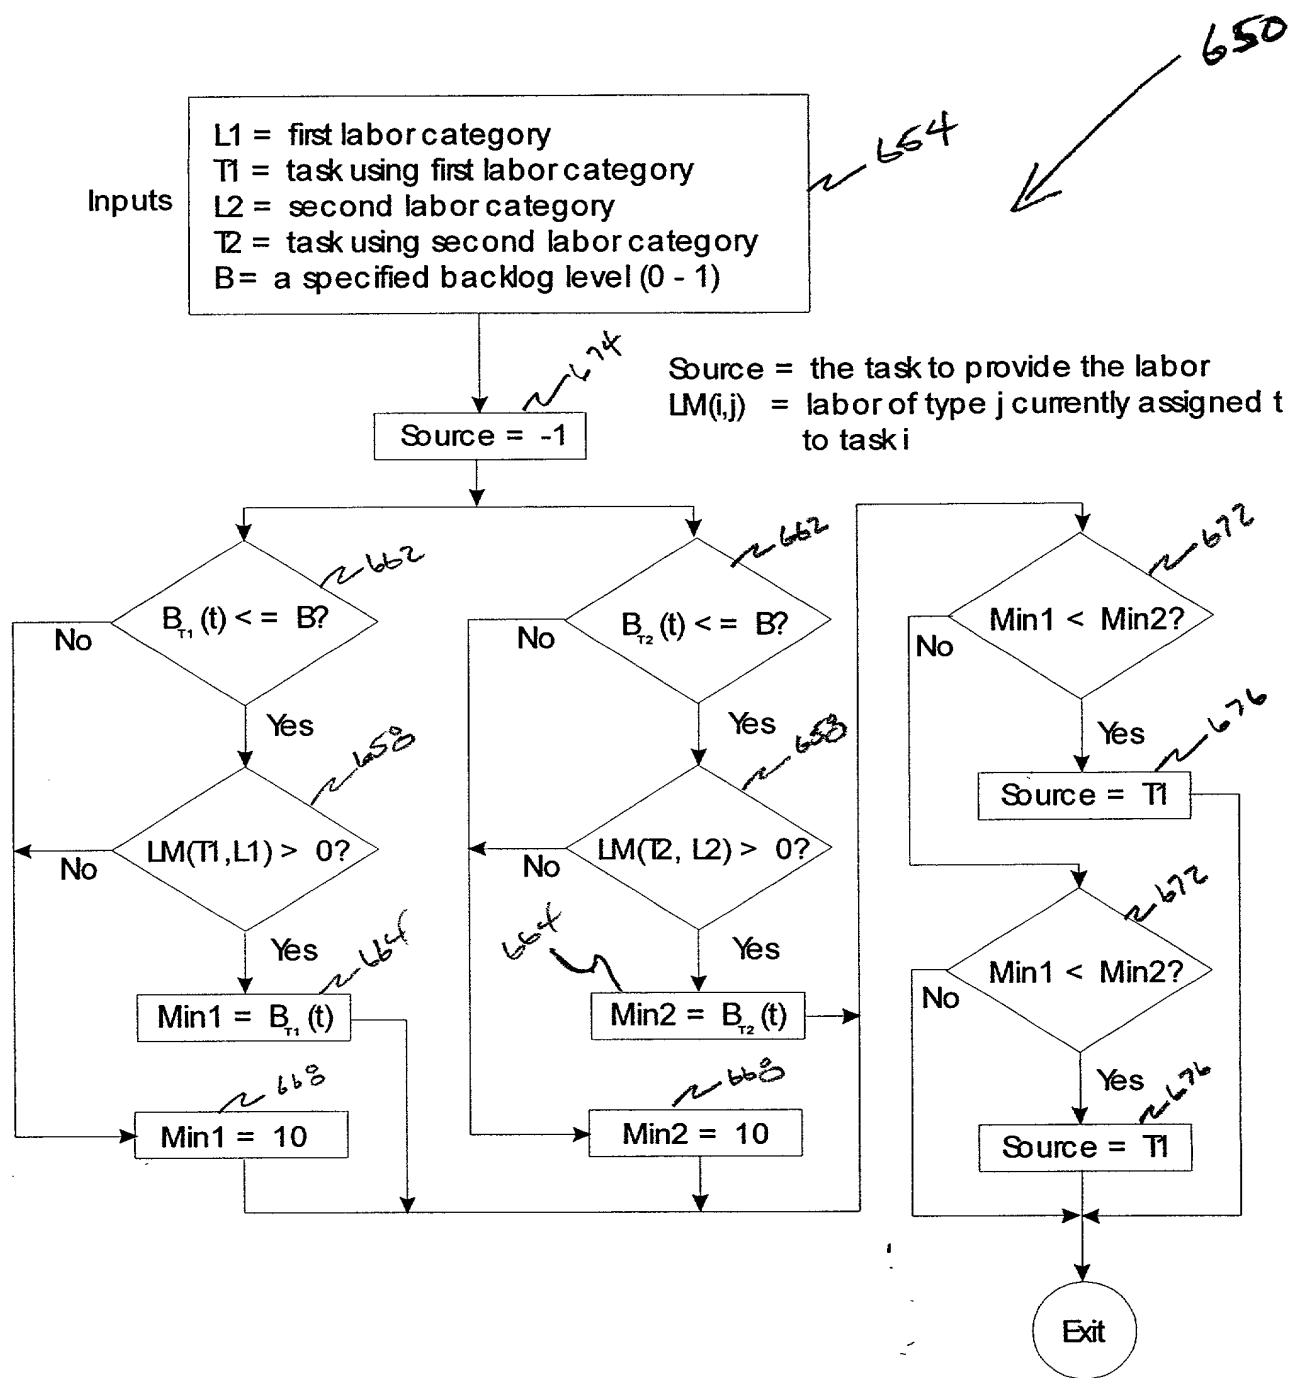 650
L1 = first labor category
T1 = task using first labor category
Inputs
L2 = second labor category
T2 = task using second labor category
B = a specified backlog level (0 - 1)
654
674
Source = the task to provide the labor
LM(i,j) = labor of type j currently assigned t
to task i
Source = -1
662
662
672
B_T1 (t) <= B?
B_T2 (t) <= B?
Min1 < Min2?
No
No
No
Yes
Yes
Yes
676
658
658
Source = T1
LM(T1,L1) > 0?
LM(T2, L2) > 0?
No
No
672
Yes
Yes
664
664
Min1 < Min2?
No
Min1 = B_T1 (t)
Min2 = B_T2 (t)
668
668
Yes
676
Min1 = 10
Min2 = 10
Source = T1
Exit